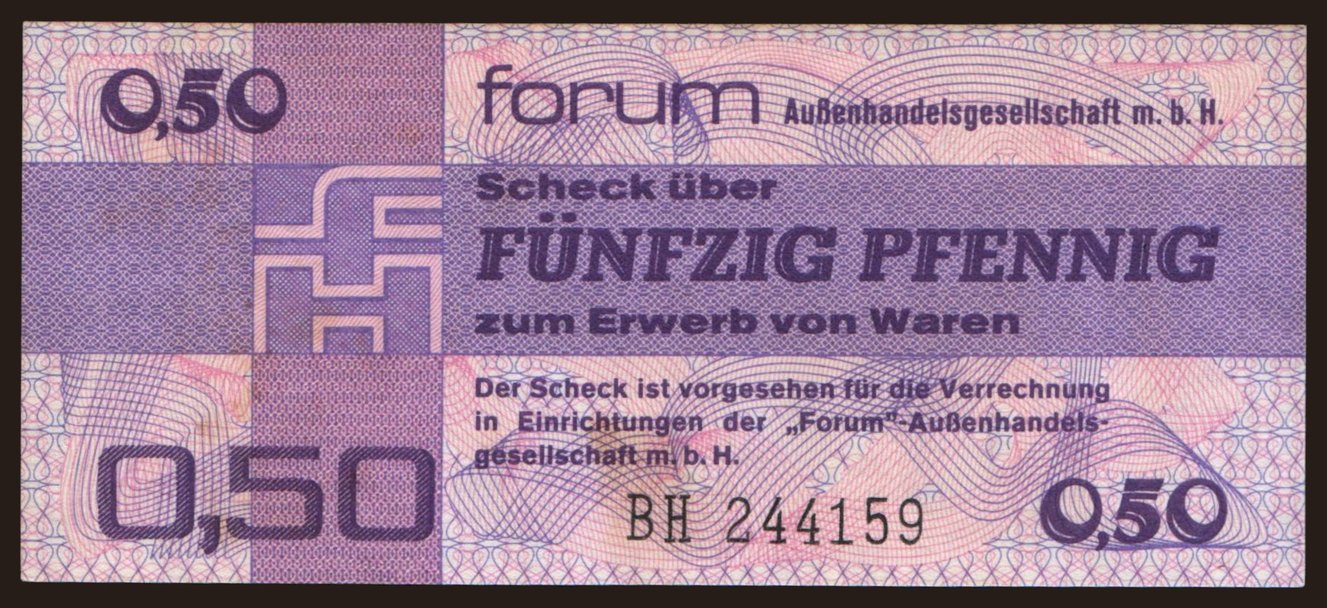 0,50
forum Außenhandelsgesellschaft m. b. H.
Scheck über
FÜNFZIG PFENNIG
zum Erwerb von Waren
Der Scheck ist vorgesehen für die Verrechnung
in Einrichtungen der „Forum"-Außenhandels-
gesellschaft m. b. H.
0,50
BH 244159
0,50